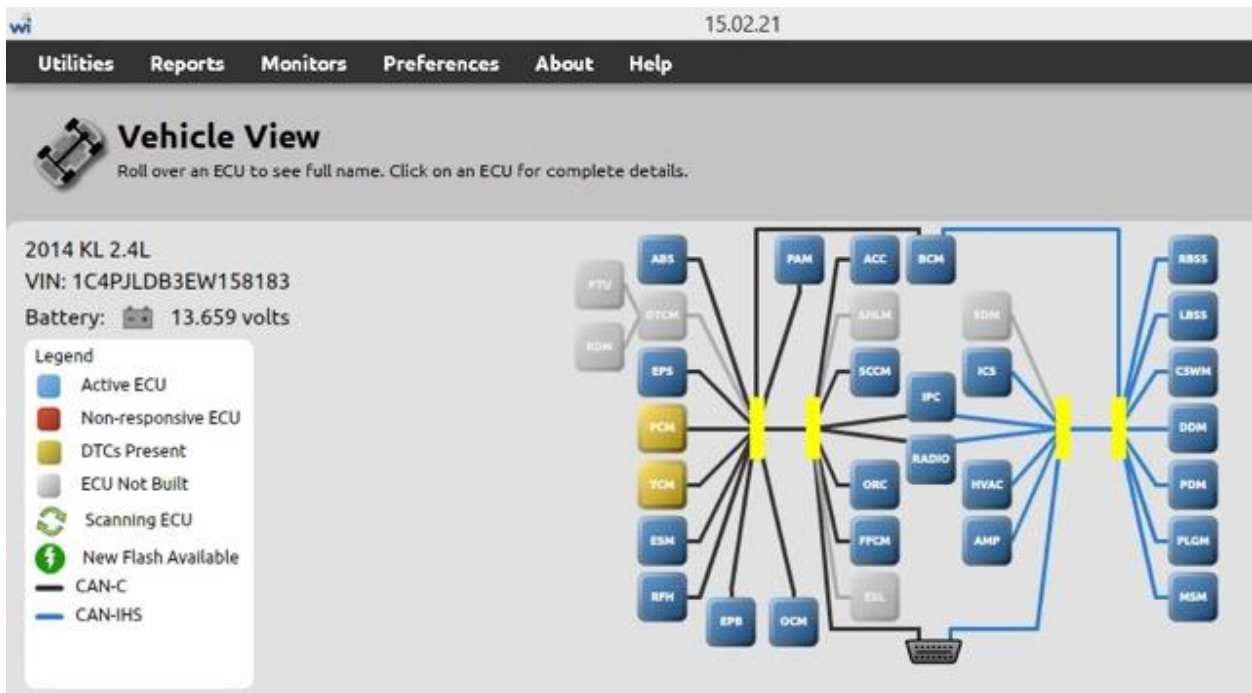 wi
15.02.21
Utilities Reports Monitors Preferences About Help
Vehicle View
Roll over an ECU to see full name. Click on an ECU for complete details.
2014 KL 2.4L
VIN: 1C4PJLDB3EW158183
Battery: 13.659 volts
Legend
Active ECU
Non-responsive ECU
DTCs Present
ECU Not Built
Scanning ECU
New Flash Available
CAN-C
CAN-IHS
ABS
PAM
ACC
BCM
RBSS
PTU
DTCM
AHLM
EDM
LBSS
RDM
EPS
SCCM
ICS
CSWM
IPC
PCM
DDM
RADIO
TCM
ORC
HVAC
PDM
ESM
FFCM
AMP
PLGM
RFH
ESL
MSM
EPB
OCM